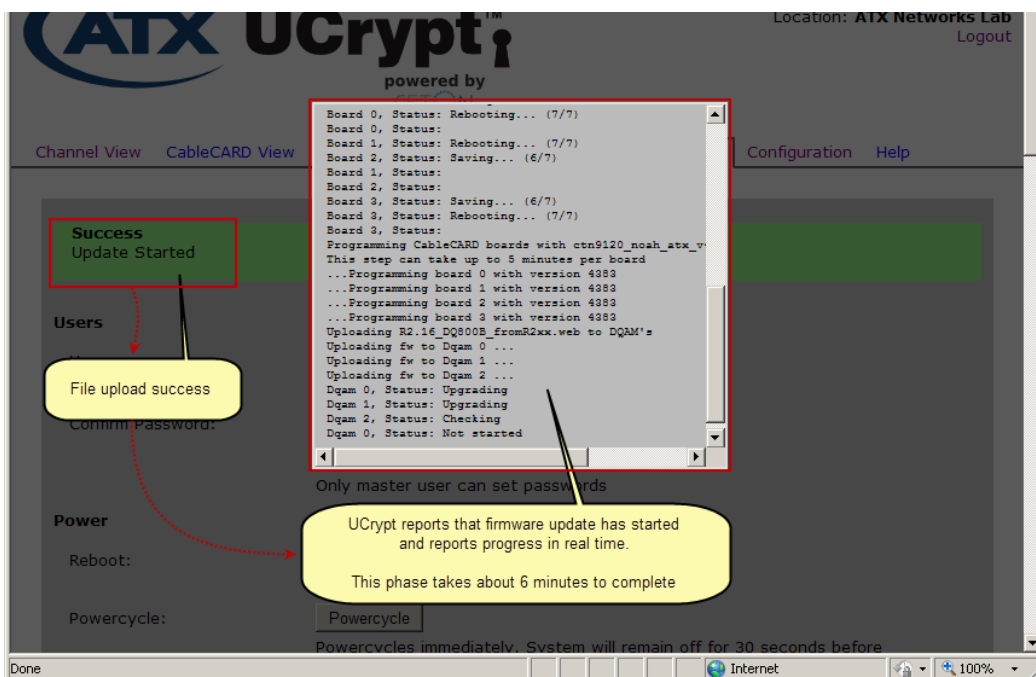 ATX UCrypt™
powered by
CETON
Location: ATX Networks Lab
Logout
Channel View CableCARD View Configuration Help
Success
Update Started
Users
Confirm Password:
File upload success
Board 0, Status: Rebooting... (7/7)
Board 0, Status:
Board 1, Status: Rebooting... (7/7)
Board 2, Status: Saving... (6/7)
Board 1, Status:
Board 2, Status:
Board 3, Status: Saving... (6/7)
Board 3, Status: Rebooting... (7/7)
Board 3, Status:
Programming CableCARD boards with ctn9120_noah_atx_v
This step can take up to 5 minutes per board
...Programming board 0 with version 4383
...Programming board 1 with version 4383
...Programming board 2 with version 4383
...Programming board 3 with version 4383
Uploading R2.16_DQ800B_fromR2xx.web to DQAM's
Uploading fw to Dqam 0 ...
Uploading fw to Dqam 1 ...
Uploading fw to Dqam 2 ...
Dqam 0, Status: Upgrading
Dqam 1, Status: Upgrading
Dqam 2, Status: Checking
Dqam 0, Status: Not started
Only master user can set passwords
Power
Reboot:
UCrypt reports that firmware update has started
and reports progress in real time.
This phase takes about 6 minutes to complete
Powercycle:
Powercycle
Powercycles immediately. System will remain off for 30 seconds before
Done
Internet
100%